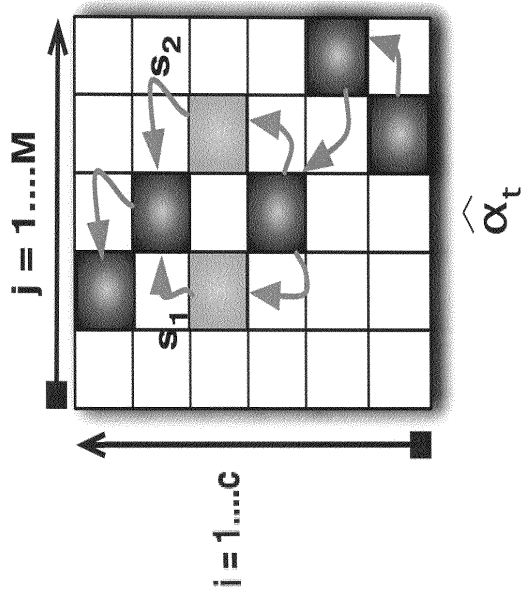 j = 1....M
s₂
s₁
i = 1...c
α̂ₜ